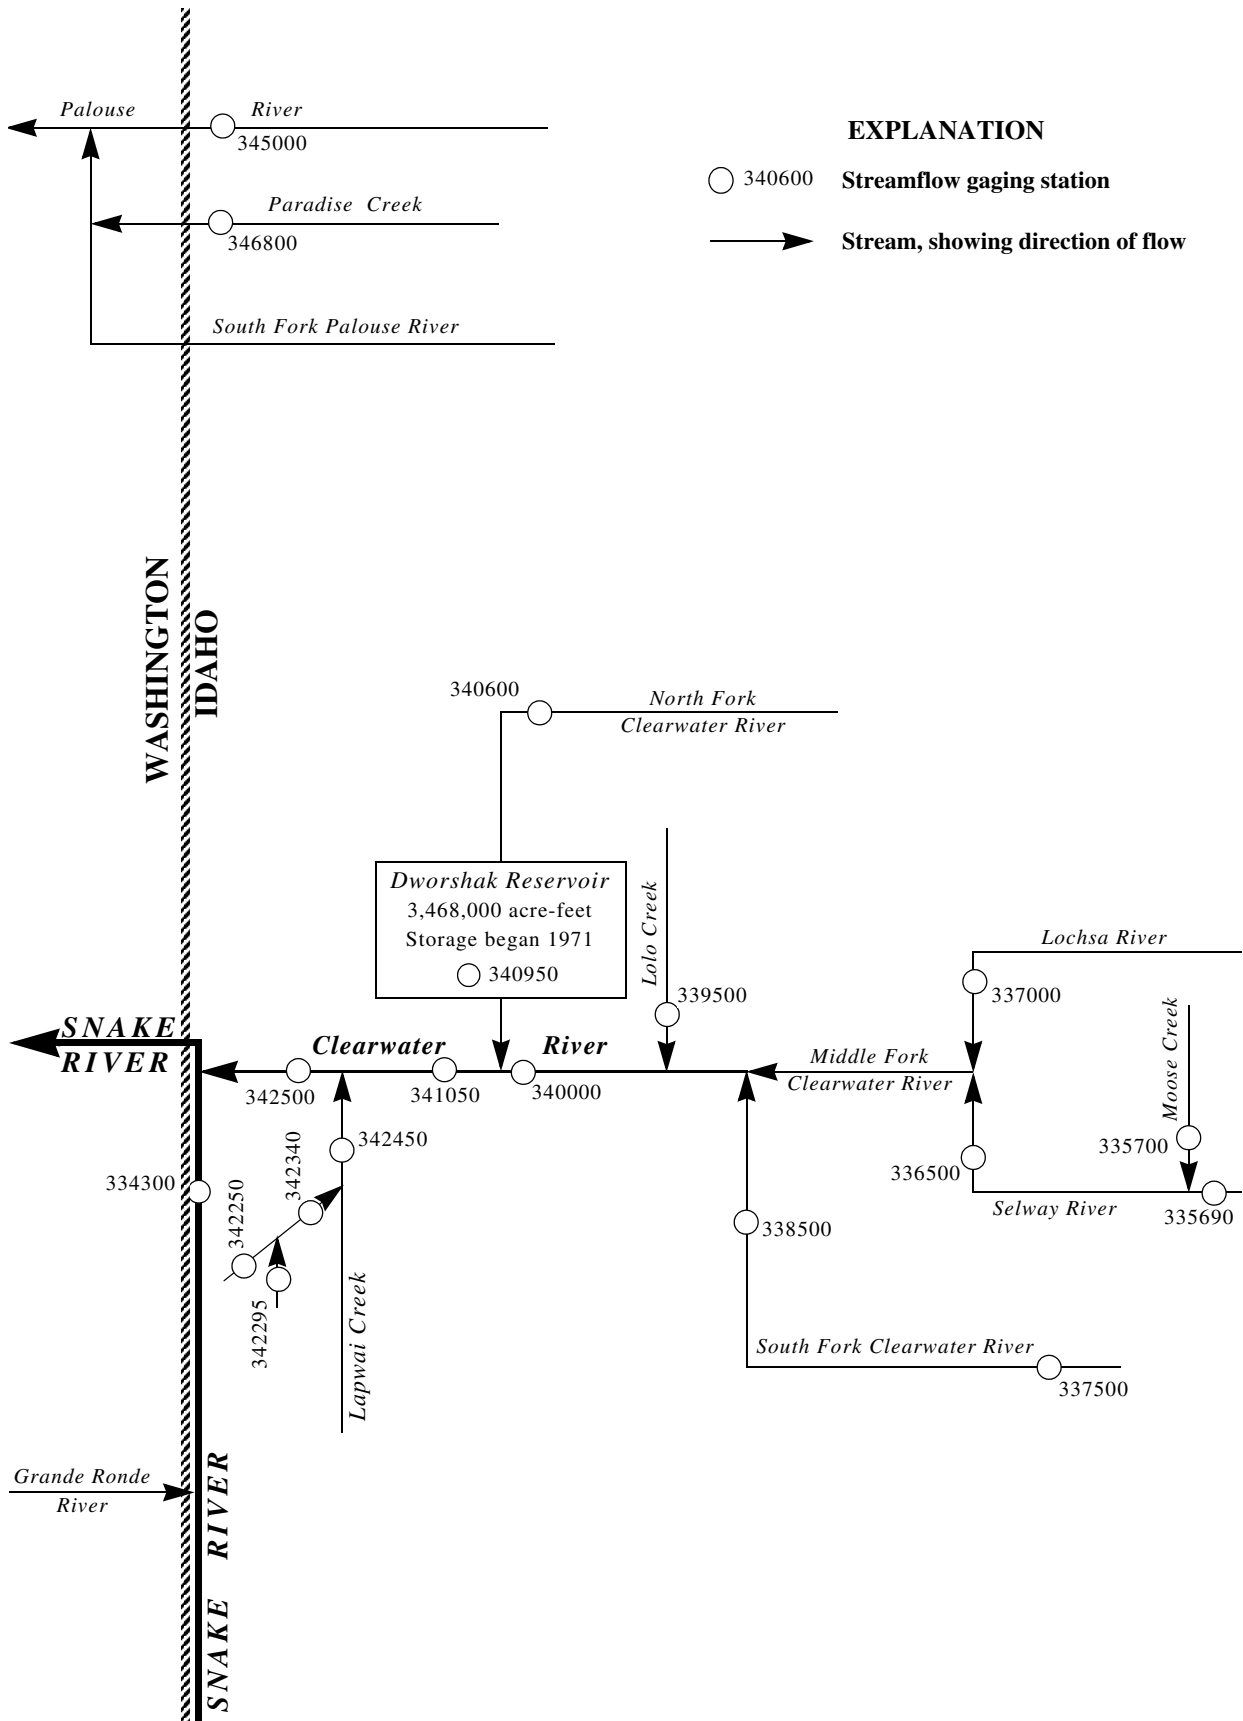 Palouse River
345000
EXPLANATION
340600 Streamflow gaging station
Paradise Creek
346800
Stream, showing direction of flow
South Fork Palouse River
WASHINGTON
IDAHO
340600
North Fork
Clearwater River
Dworshak Reservoir
3,468,000 acre-feet
Storage began 1971
340950
Lolo Creek
339500
Lochsa River
337000
Moose Creek
SNAKE
RIVER
Clearwater River
Middle Fork
Clearwater River
342500
341050
340000
342450
342340
335700
336500
334300
342250
338500
Selway River
335690
342295
Lapwai Creek
South Fork Clearwater River
337500
Grande Ronde
River
SNAKE RIVER